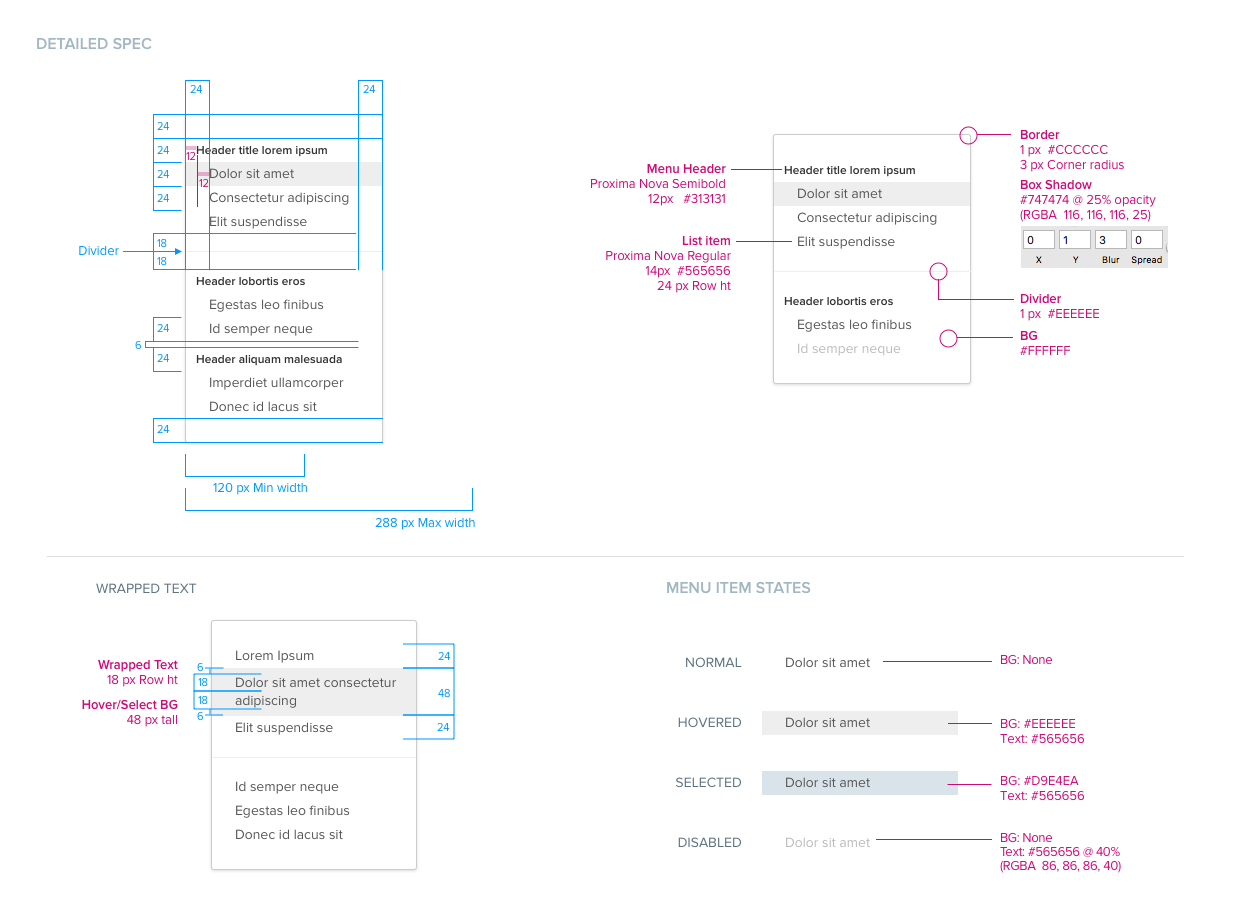 DETAILED SPEC
24
24
24
24
24
24
12
12
Header title lorem ipsum
Dolor sit amet
Consectetur adipiscing
Elit suspendisse
Divider
18
18
Header lobortis eros
Egestas leo finibus
Id semper neque
24
6
24
Header aliquam malesuada
Imperdiet ullamcorper
Donec id lacus sit
24
120 px Min width
288 px Max width
Menu Header
Proxima Nova Semibold
12px #313131
List item
Proxima Nova Regular
14px #565656
24 px Row ht
Header title lorem ipsum
Dolor sit amet
Consectetur adipiscing
Elit suspendisse
Header lobortis eros
Egestas leo finibus
Id semper neque
Border
1 px #CCCCCC
3 px Corner radius
Box Shadow
#747474 @ 25% opacity
(RGBA 116, 116, 116, 25)
0 1 3 0
X Y Blur Spread
Divider
1 px #EEEEEE
BG
#FFFFFF
WRAPPED TEXT
Wrapped Text
18 px Row ht
Hover/Select BG
48 px tall
6
18
18
6
Lorem Ipsum
Dolor sit amet consectetur
adipiscing
Elit suspendisse
Id semper neque
Egestas leo finibus
Donec id lacus sit
24
48
24
MENU ITEM STATES
NORMAL Dolor sit amet BG: None
HOVERED Dolor sit amet BG: #EEEEEE
Text: #565656
SELECTED Dolor sit amet BG: #D9E4EA
Text: #565656
DISABLED Dolor sit amet BG: None
Text: #565656 @ 40%
(RGBA 86, 86, 86, 40)